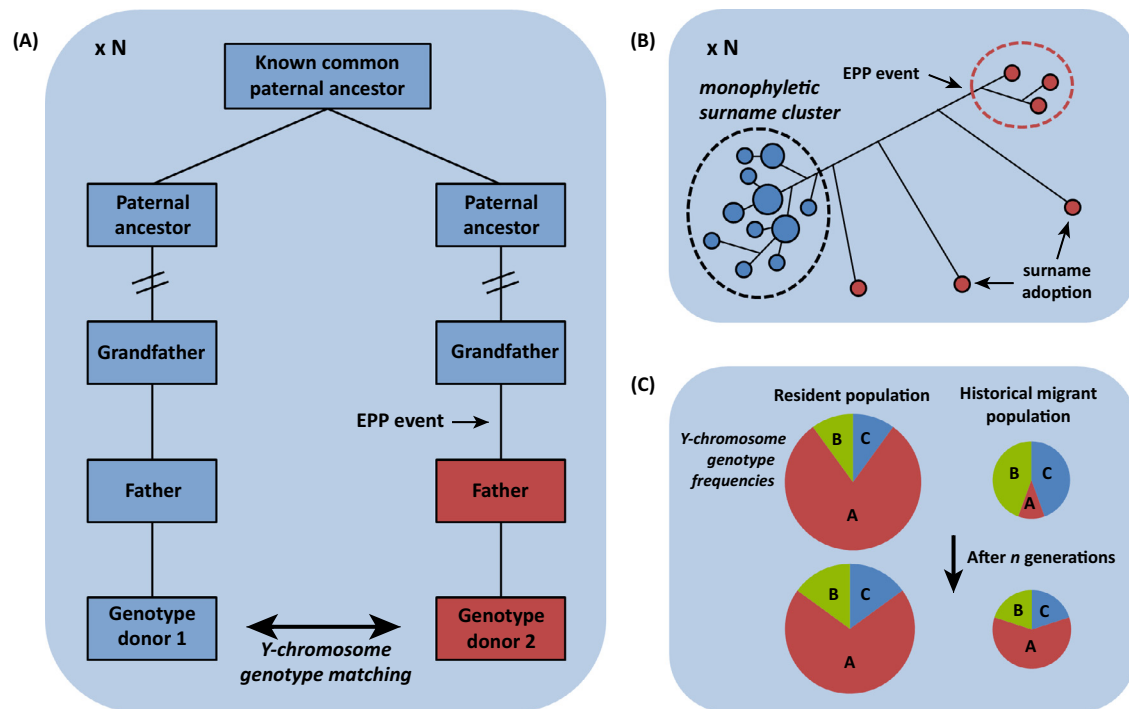 (A)
x N
Known common
paternal ancestor
Paternal
ancestor
Paternal
ancestor
Grandfather
Grandfather
EPP event
Father
Father
Genotype
donor 1
Genotype
donor 2
Y-chromosome
genotype matching
(B)
x N
EPP event
monophyletic
surname cluster
surname
adoption
(C)
Resident population
Historical migrant
population
Y-chromosome
genotype
frequencies
B
C
A
B
C
A
After n generations
B
C
A
B
C
A